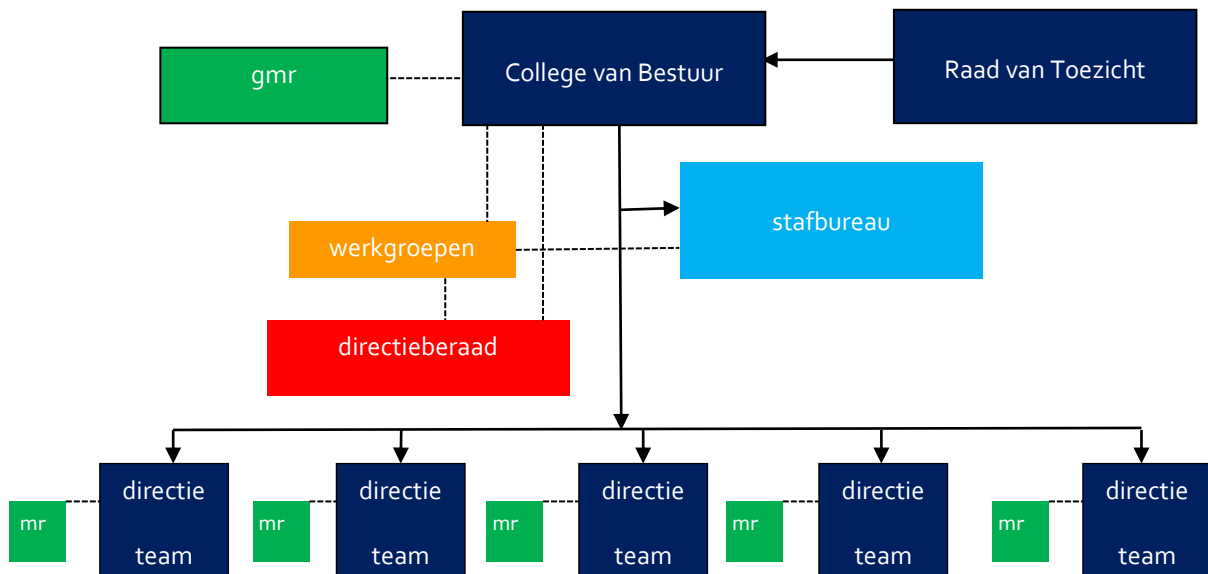 gmr
College van Bestuur
Raad van Toezicht
stafbureau
werkgroepen
directieberaad
mr
directie
team
mr
directie
team
mr
directie
team
mr
directie
team
mr
directie
team